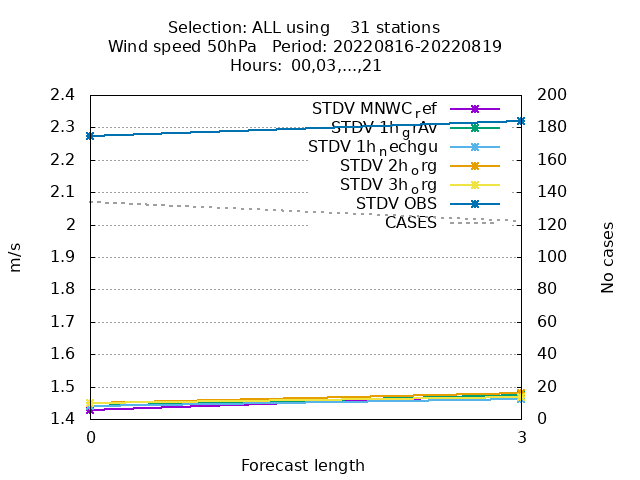 Selection: ALL using    31 stations
Wind speed 50hPa   Period: 20220816-20220819
Hours:  00,03,...,21
2.4
2.3
2.2
2.1
2
1.9
1.8
1.7
1.6
1.5
1.4
200
180
160
140
120
100
80
60
40
20
0
STDV MNWC_ref
STDV 1h_grAv
STDV 1h_nechgu
STDV 2h_org
STDV 3h_org
STDV OBS
CASES
m/s
No cases
0
3
Forecast length